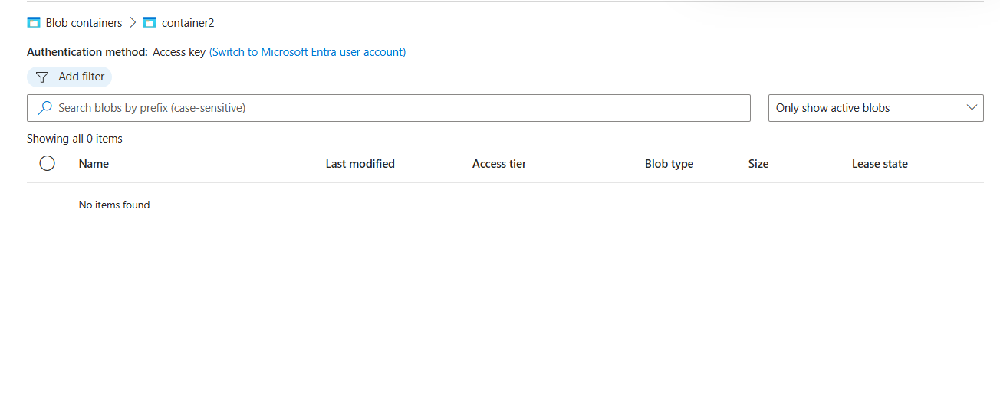 Blob containers > container2
Authentication method: Access key (Switch to Microsoft Entra user account)
Add filter
Search blobs by prefix (case-sensitive) Only show active blobs
Showing all 0 items
Name Last modified Access tier Blob type Size Lease state
No items found